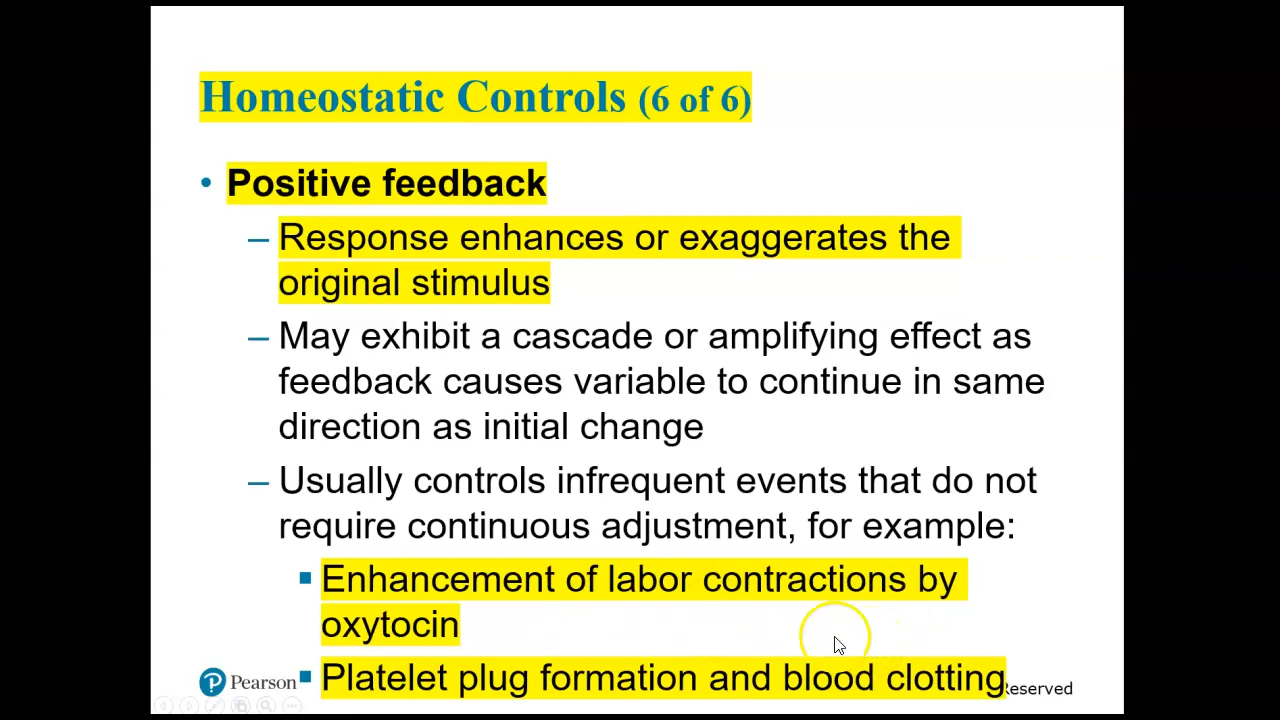 Homeostatic Controls (6 of 6)
• Positive feedback
– Response enhances or exaggerates the
original stimulus
– May exhibit a cascade or amplifying effect as
feedback causes variable to continue in same
direction as initial change
– Usually controls infrequent events that do not
require continuous adjustment, for example:
▪ Enhancement of labor contractions by
oxytocin
▪ Platelet plug formation and blood clotting
P Pearson
Reserved